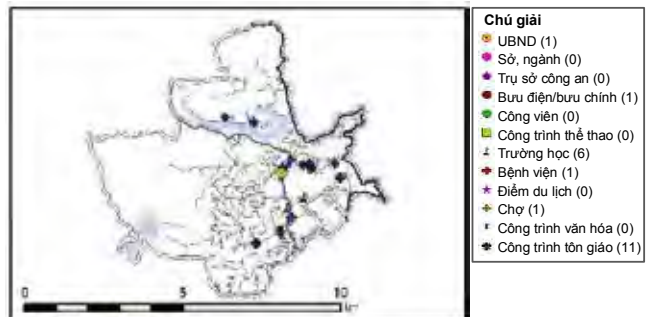 Chú giải
UBND (1)
Sở, ngành (0)
Trụ sở công an (0)
Bưu điện/bưu chính (1)
Công viên (0)
Công trình thể thao (0)
Trường học (6)
Bệnh viện (1)
Điểm du lịch (0)
Chợ (1)
Công trình văn hóa (0)
Công trình tôn giáo (11)
0 5 10
km